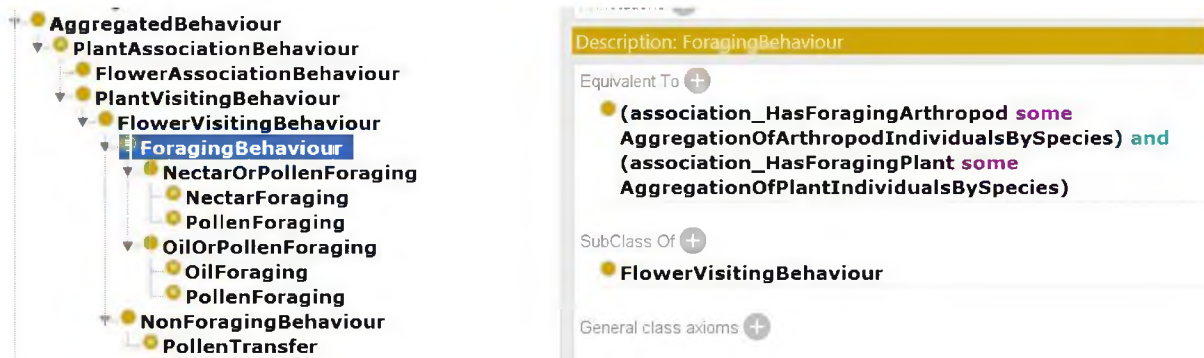 AggregatedBehaviour
PlantAssociationBehaviour
FlowerAssociationBehaviour
PlantVisitingBehaviour
FlowerVisitingBehaviour
ForagingBehaviour
NectarOrPollenForaging
NectarForaging
PollenForaging
OilOrPollenForaging
OilForaging
PollenForaging
NonForagingBehaviour
PollenTransfer
Description: ForagingBehaviour
Equivalent To
(association_HasForagingArthropod some
AggregationOfArthropodIndividualsBySpecies) and
(association_HasForagingPlant some
AggregationOfPlantIndividualsBySpecies)
SubClass Of
FlowerVisitingBehaviour
General class axioms